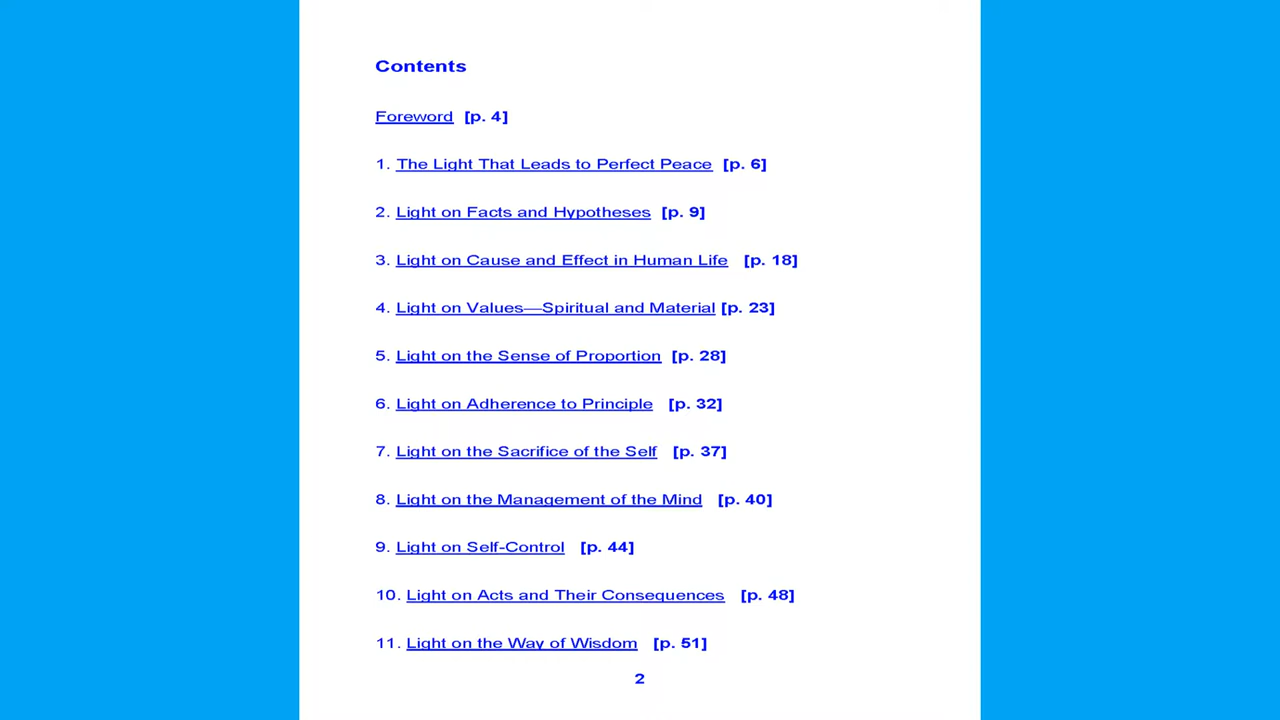 Contents
Foreword [p. 4]
1. The Light That Leads to Perfect Peace [p. 6]
2. Light on Facts and Hypotheses [p. 9]
3. Light on Cause and Effect in Human Life [p. 18]
4. Light on Values—Spiritual and Material [p. 23]
5. Light on the Sense of Proportion [p. 28]
6. Light on Adherence to Principle [p. 32]
7. Light on the Sacrifice of the Self [p. 37]
8. Light on the Management of the Mind [p. 40]
9. Light on Self-Control [p. 44]
10. Light on Acts and Their Consequences [p. 48]
11. Light on the Way of Wisdom [p. 51]
2